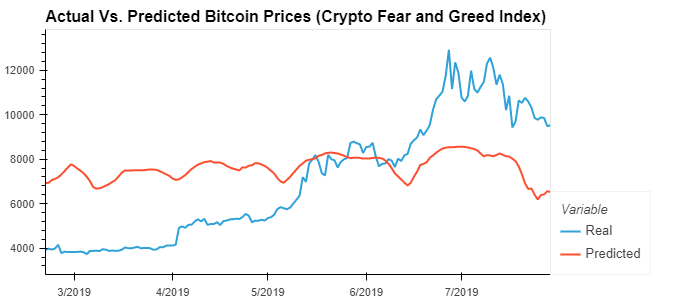 Actual Vs. Predicted Bitcoin Prices (Crypto Fear and Greed Index)
12000
10000
8000
6000
4000
3/2019 4/2019 5/2019 6/2019 7/2019
Variable
Real
Predicted